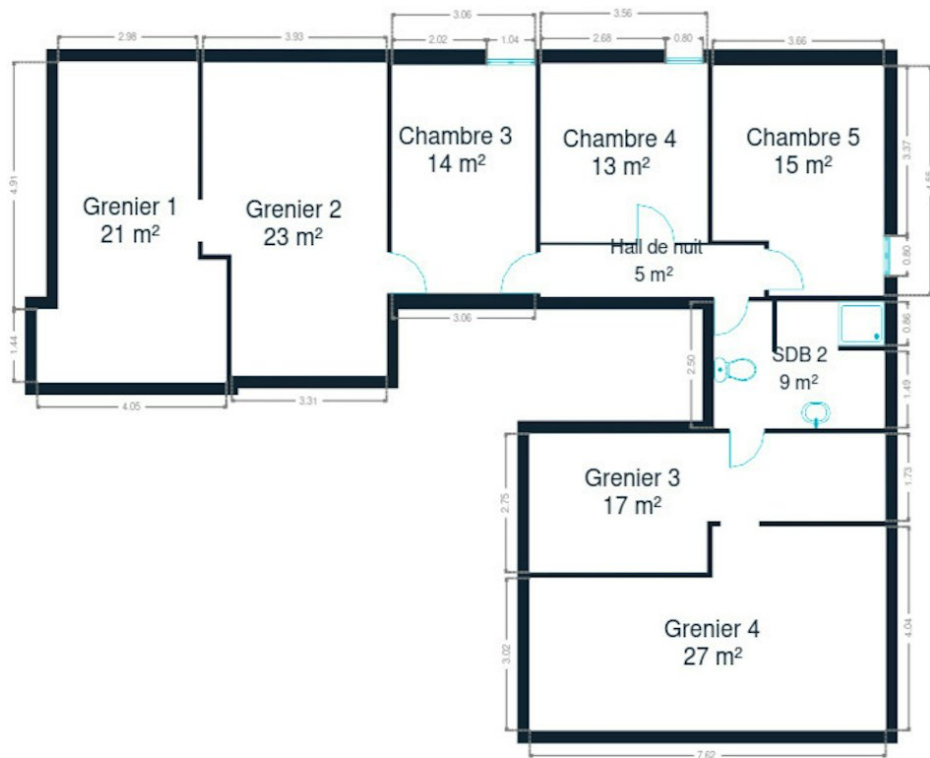 3.06
3.56
2.98
3.93
2.02
1.04
2.68
0.80
3.66
4.91
Grenier 1
21 m²
Grenier 2
23 m²
Chambre 3
14 m²
Chambre 4
13 m²
Chambre 5
15 m²
3.37
4.55
0.80
Hall de nuit
5 m²
1.44
4.05
3.31
3.06
2.50
SDB 2
9 m²
0.86
1.49
Grenier 3
17 m²
2.75
1.73
Grenier 4
27 m²
3.02
4.04
7.62